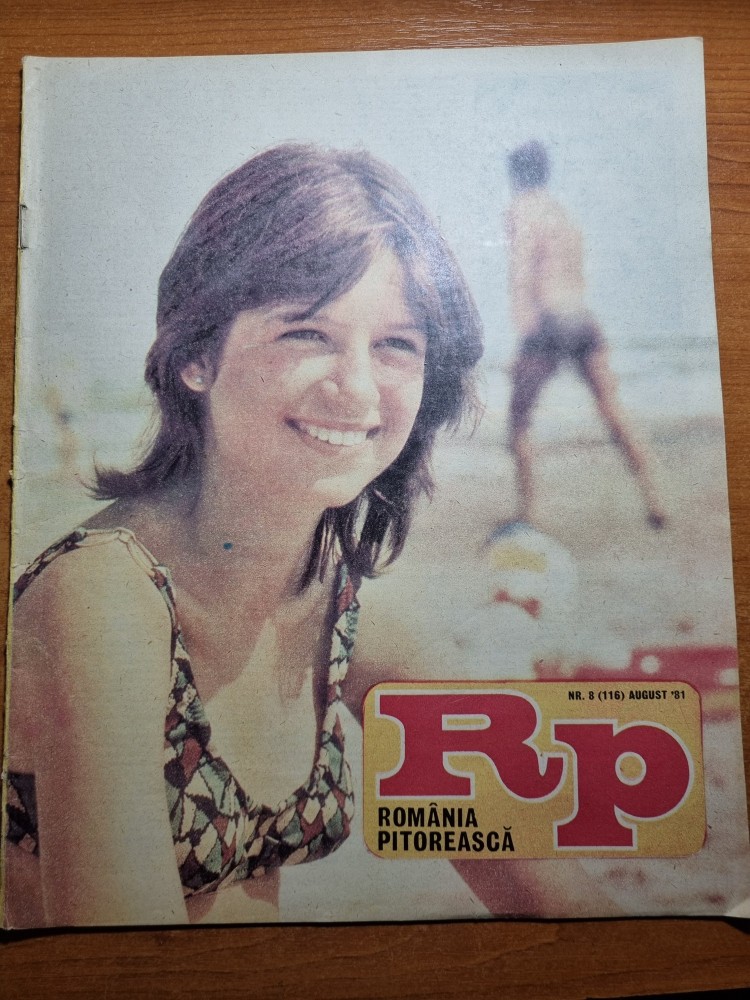 NR. 8 (116) AUGUST '81
Rp
ROMÂNIA
PITOREASCĂ